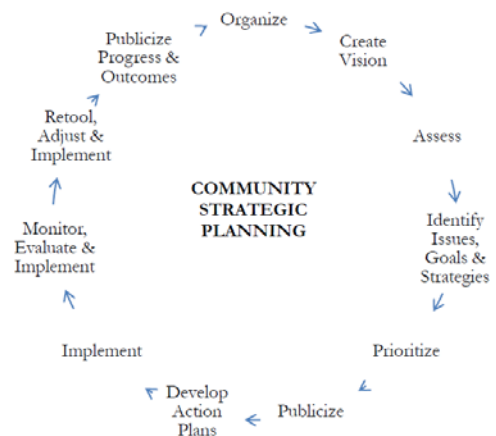 Organize
Create
Vision
Assess
Identify
Issues,
Goals &
Strategies
Prioritize
Publicize
Develop
Action
Plans
Implement
Monitor,
Evaluate &
Implement
Retool,
Adjust &
Implement
Publicize
Progress &
Outcomes
COMMUNITY
STRATEGIC
PLANNING